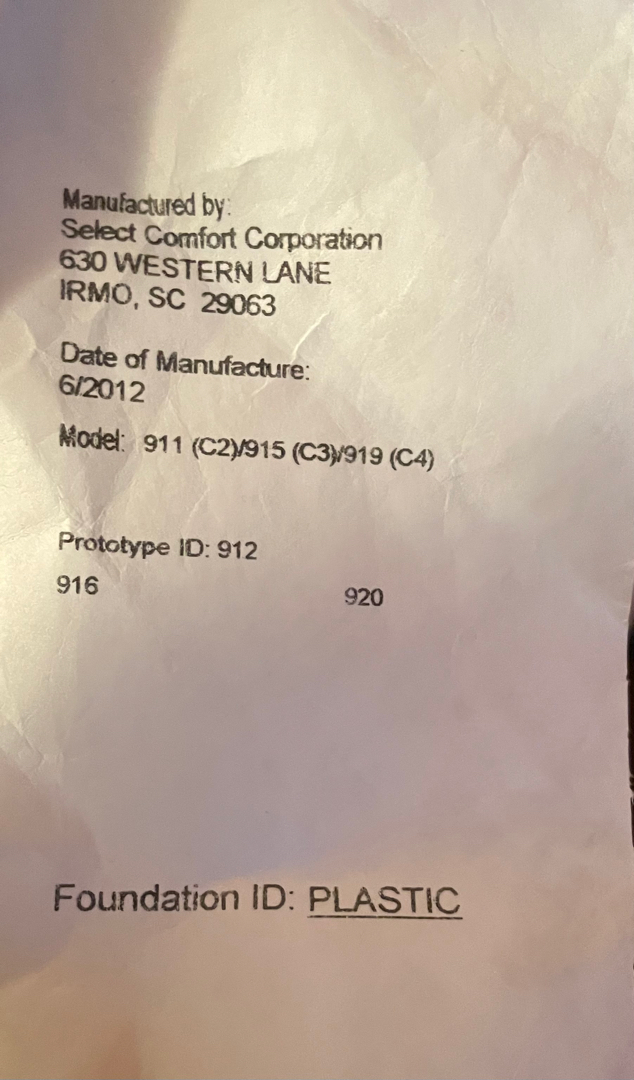 Manufactured by:
Select Comfort Corporation
630 WESTERN LANE
IRMO, SC 29063
Date of Manufacture:
6/2012
Model: 911 (C2)/915 (C3)/919 (C4)
Prototype ID: 912
916 920
Foundation ID: PLASTIC